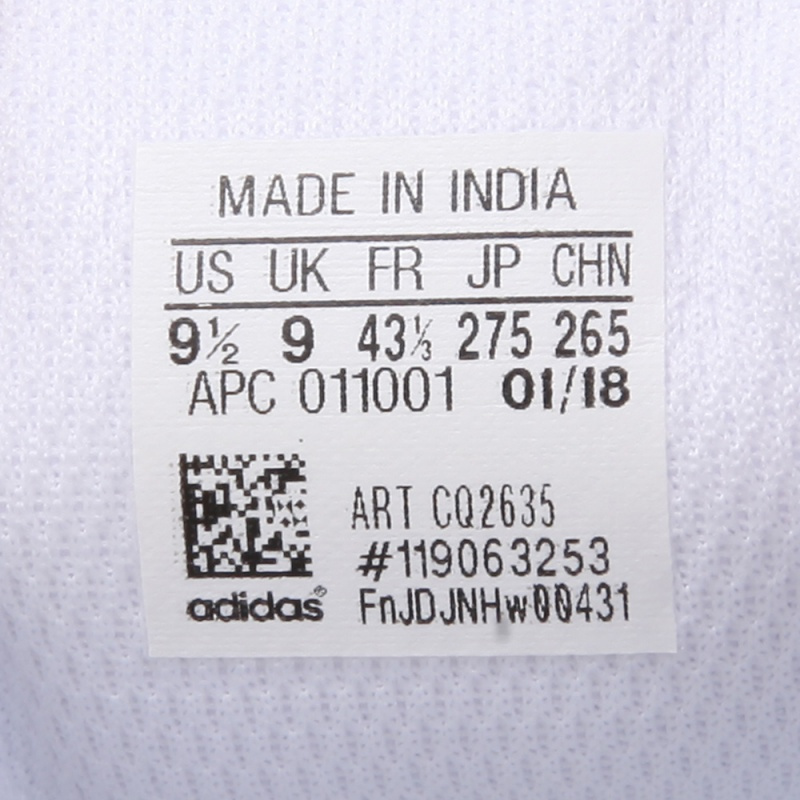 MADE IN INDIA
US UK FR JP CHN
9½ 9 43⅓ 275 265
APC 011001 01/18
ART CQ2635
#119063253
adidas® FnJDJNHw00431